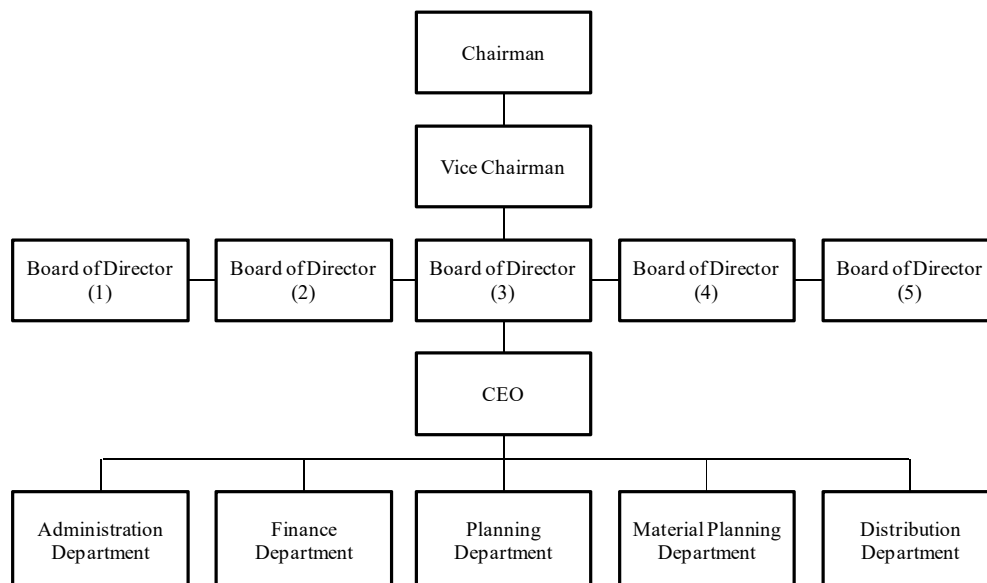 Chairman
Vice Chairman
Board of Director
(1)
Board of Director
(2)
Board of Director
(3)
Board of Director
(4)
Board of Director
(5)
CEO
Administration
Department
Finance
Department
Planning
Department
Material Planning
Department
Distribution
Department